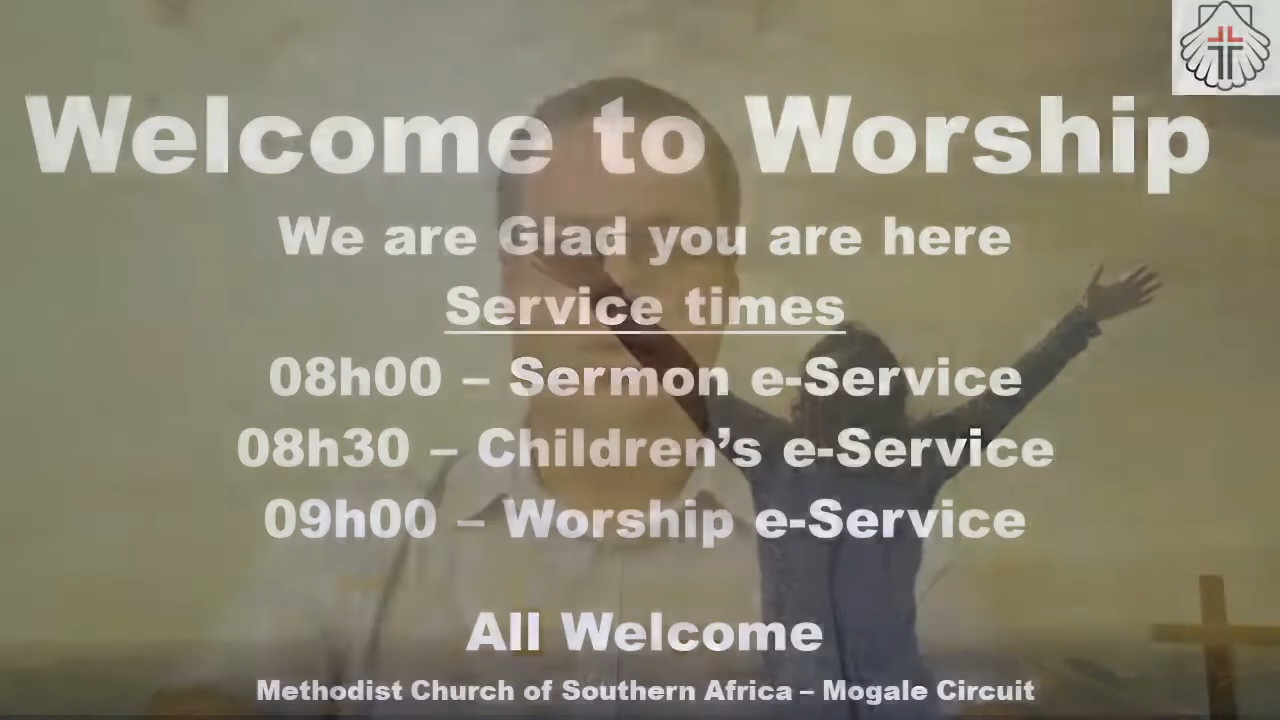 Welcome to Worship
We are Glad you are here
Service times
08h00 – Sermon e-Service
08h30 – Children’s e-Service
09h00 – Worship e-Service
All Welcome
Methodist Church of Southern Africa – Mogale Circuit